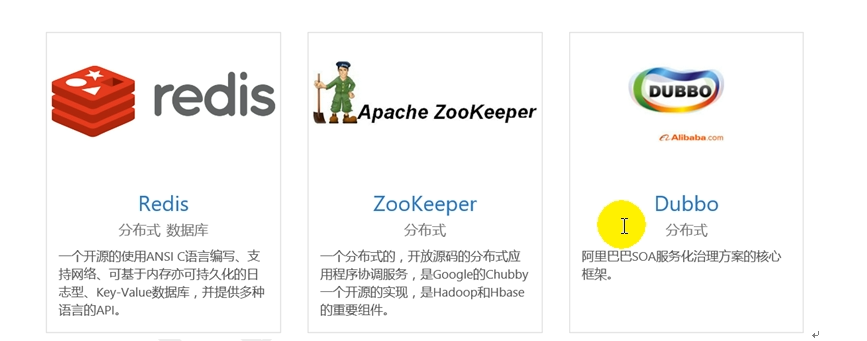 redis
Redis
分布式 数据库
一个开源的使用ANSI C语言编写、支
持网络、可基于内存亦可持久化的日
志型、Key-Value数据库，并提供多种
语言的API。
Apache ZooKeeper
ZooKeeper
分布式
一个分布式的，开放源码的分布式应
用程序协调服务，是Google的Chubby
一个开源的实现，是Hadoop和Hbase
的重要组件。
DUBBO
Alibaba.com
Dubbo
分布式
阿里巴巴SOA服务化治理方案的核心
框架。